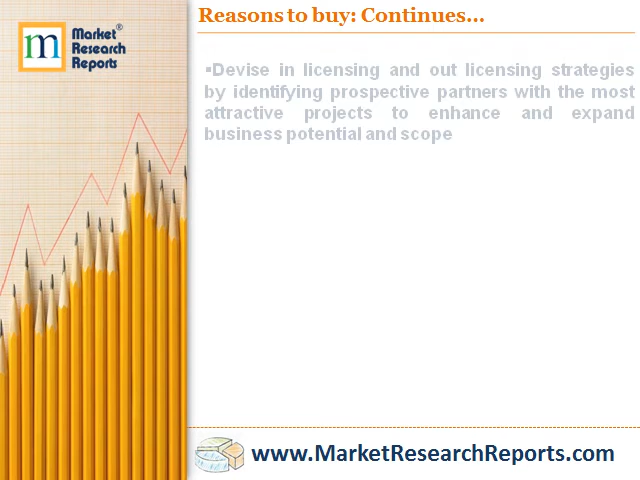 Market®
Research
Reports
m
Reasons to buy: Continues...
▪Devise in licensing and out licensing strategies
by identifying prospective partners with the most
attractive projects to enhance and expand
business potential and scope
www.MarketResearchReports.com